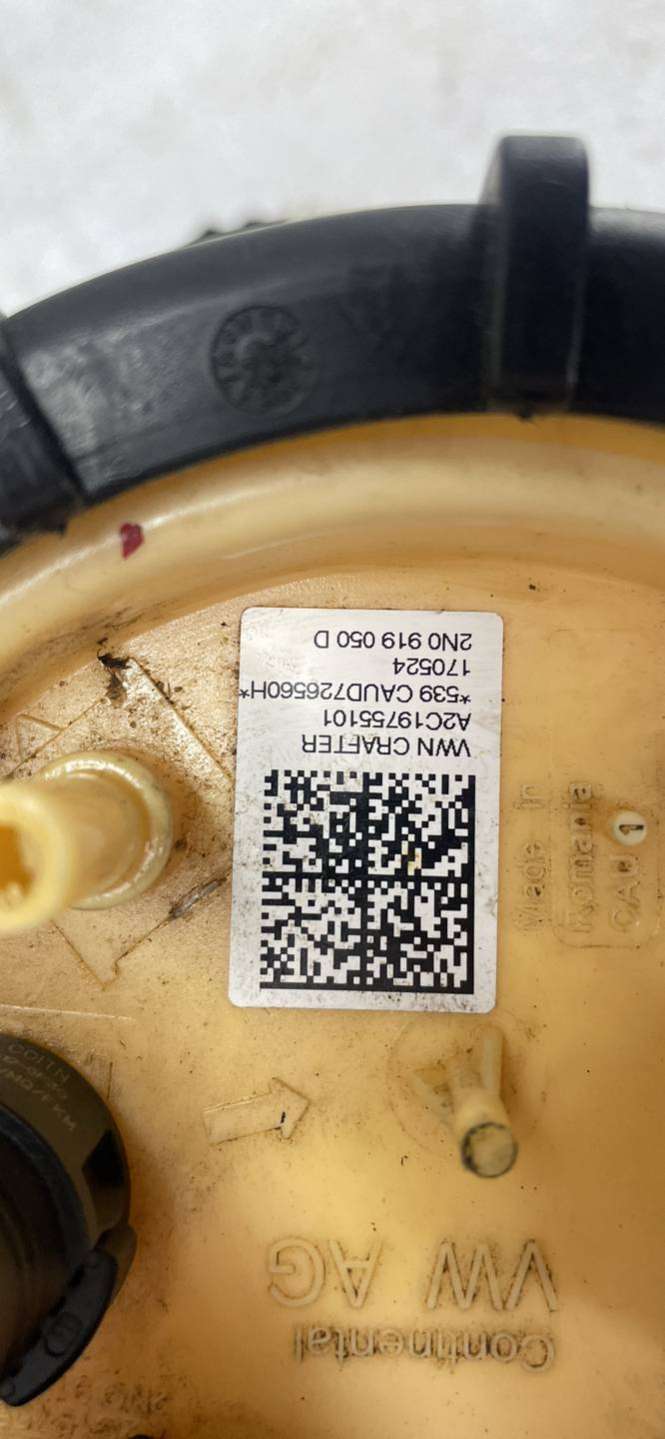 VWN CRAFTER
A2C19755101
*539 CAUD726560H*
170524
2N0 919 050 D
Made in
Romania
CAU 1
VW AG
Continental